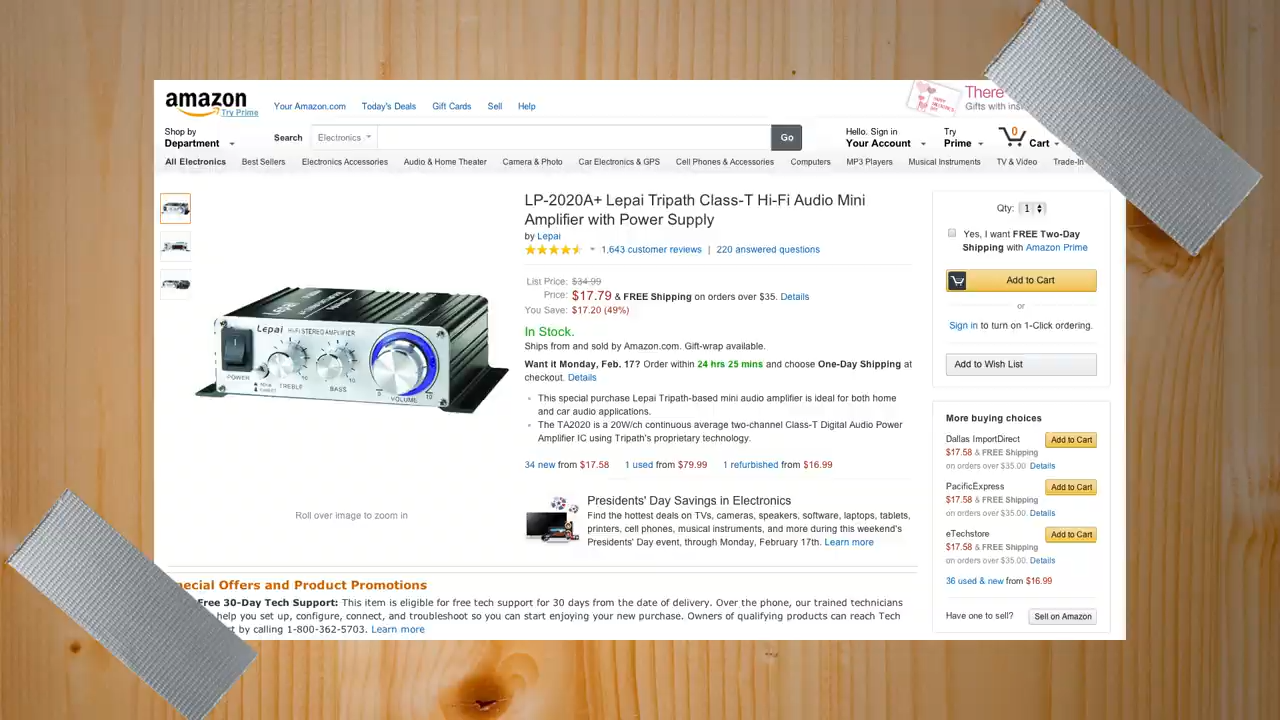 amazon
Try Prime
Your Amazon.com
Today's Deals
Gift Cards
Sell
Help
There
Gifts with
Shop by
Department
Search
Electronics
Go
Hello. Sign in
Your Account
Try
Prime
0
Cart
All Electronics
Best Sellers
Electronics Accessories
Audio & Home Theater
Camera & Photo
Car Electronics & GPS
Cell Phones & Accessories
Computers
MP3 Players
Musical Instruments
TV & Video
Trade-In
LP-2020A+ Lepai Tripath Class-T Hi-Fi Audio Mini
Amplifier with Power Supply
by Lepai
1,643 customer reviews | 220 answered questions
List Price: $34.99
Price: $17.79 & FREE Shipping on orders over $35. Details
You Save: $17.20 (49%)
In Stock.
Ships from and sold by Amazon.com. Gift-wrap available.
Want it Monday, Feb. 17? Order within 24 hrs 25 mins and choose One-Day Shipping at
checkout. Details
This special purchase Lepai Tripath-based mini audio amplifier is ideal for both home
and car audio applications.
The TA2020 is a 20W/ch continuous average two-channel Class-T Digital Audio Power
Amplifier IC using Tripath's proprietary technology.
34 new from $17.58 1 used from $79.99 1 refurbished from $16.99
Presidents' Day Savings in Electronics
Find the hottest deals on TVs, cameras, speakers, software, laptops, tablets,
printers, cell phones, musical instruments, and more during this weekend's
Presidents' Day event, through Monday, February 17th. Learn more
Lepai
Lepai HI-FI STEREO AMPLIFIER
POWER
TREBLE
10
BASS
10
0
VOLUME
10
Roll over image to zoom in
Qty: 1
Yes, I want FREE Two-Day
Shipping with Amazon Prime
Add to Cart
or
Sign in to turn on 1-Click ordering.
Add to Wish List
More buying choices
Dallas ImportDirect
Add to Cart
$17.58 & FREE Shipping
on orders over $35.00. Details
PacificExpress
Add to Cart
$17.58 & FREE Shipping
on orders over $35.00. Details
eTechstore
Add to Cart
$17.58 & FREE Shipping
on orders over $35.00. Details
36 used & new from $16.99
Have one to sell?
Sell on Amazon
ecial Offers and Product Promotions
Free 30-Day Tech Support: This item is eligible for free tech support for 30 days from the date of delivery. Over the phone, our trained technicians
help you set up, configure, connect, and troubleshoot so you can start enjoying your new purchase. Owners of qualifying products can reach Tech
by calling 1-800-362-5703. Learn more